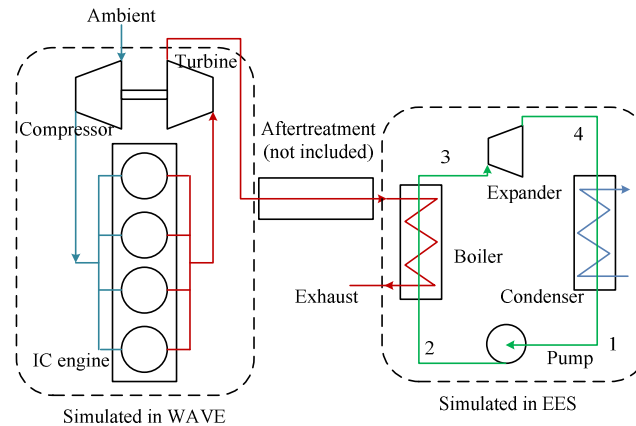 Ambient
Turbine
Compressor
Aftertreatment
(not included)
3
4
Expander
Boiler
Exhaust
Condenser
IC engine
2
Pump
1
Simulated in WAVE
Simulated in EES